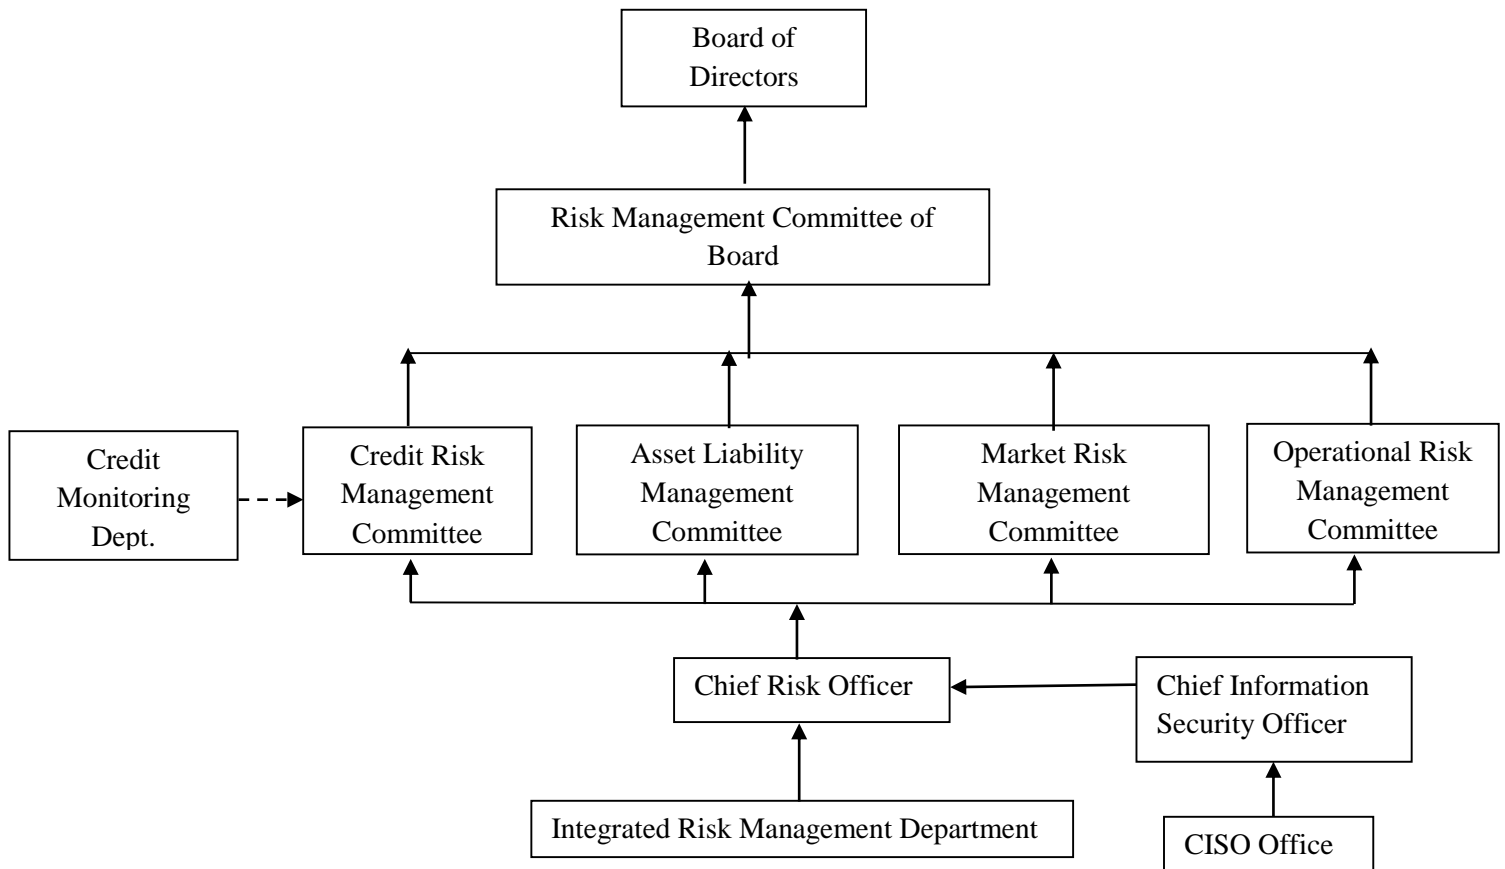 Board of
Directors
Risk Management Committee of
Board
Credit
Monitoring
Dept.
Credit Risk
Management
Committee
Asset Liability
Management
Committee
Market Risk
Management
Committee
Operational Risk
Management
Committee
Chief Risk Officer
Chief Information
Security Officer
Integrated Risk Management Department
CISO Office